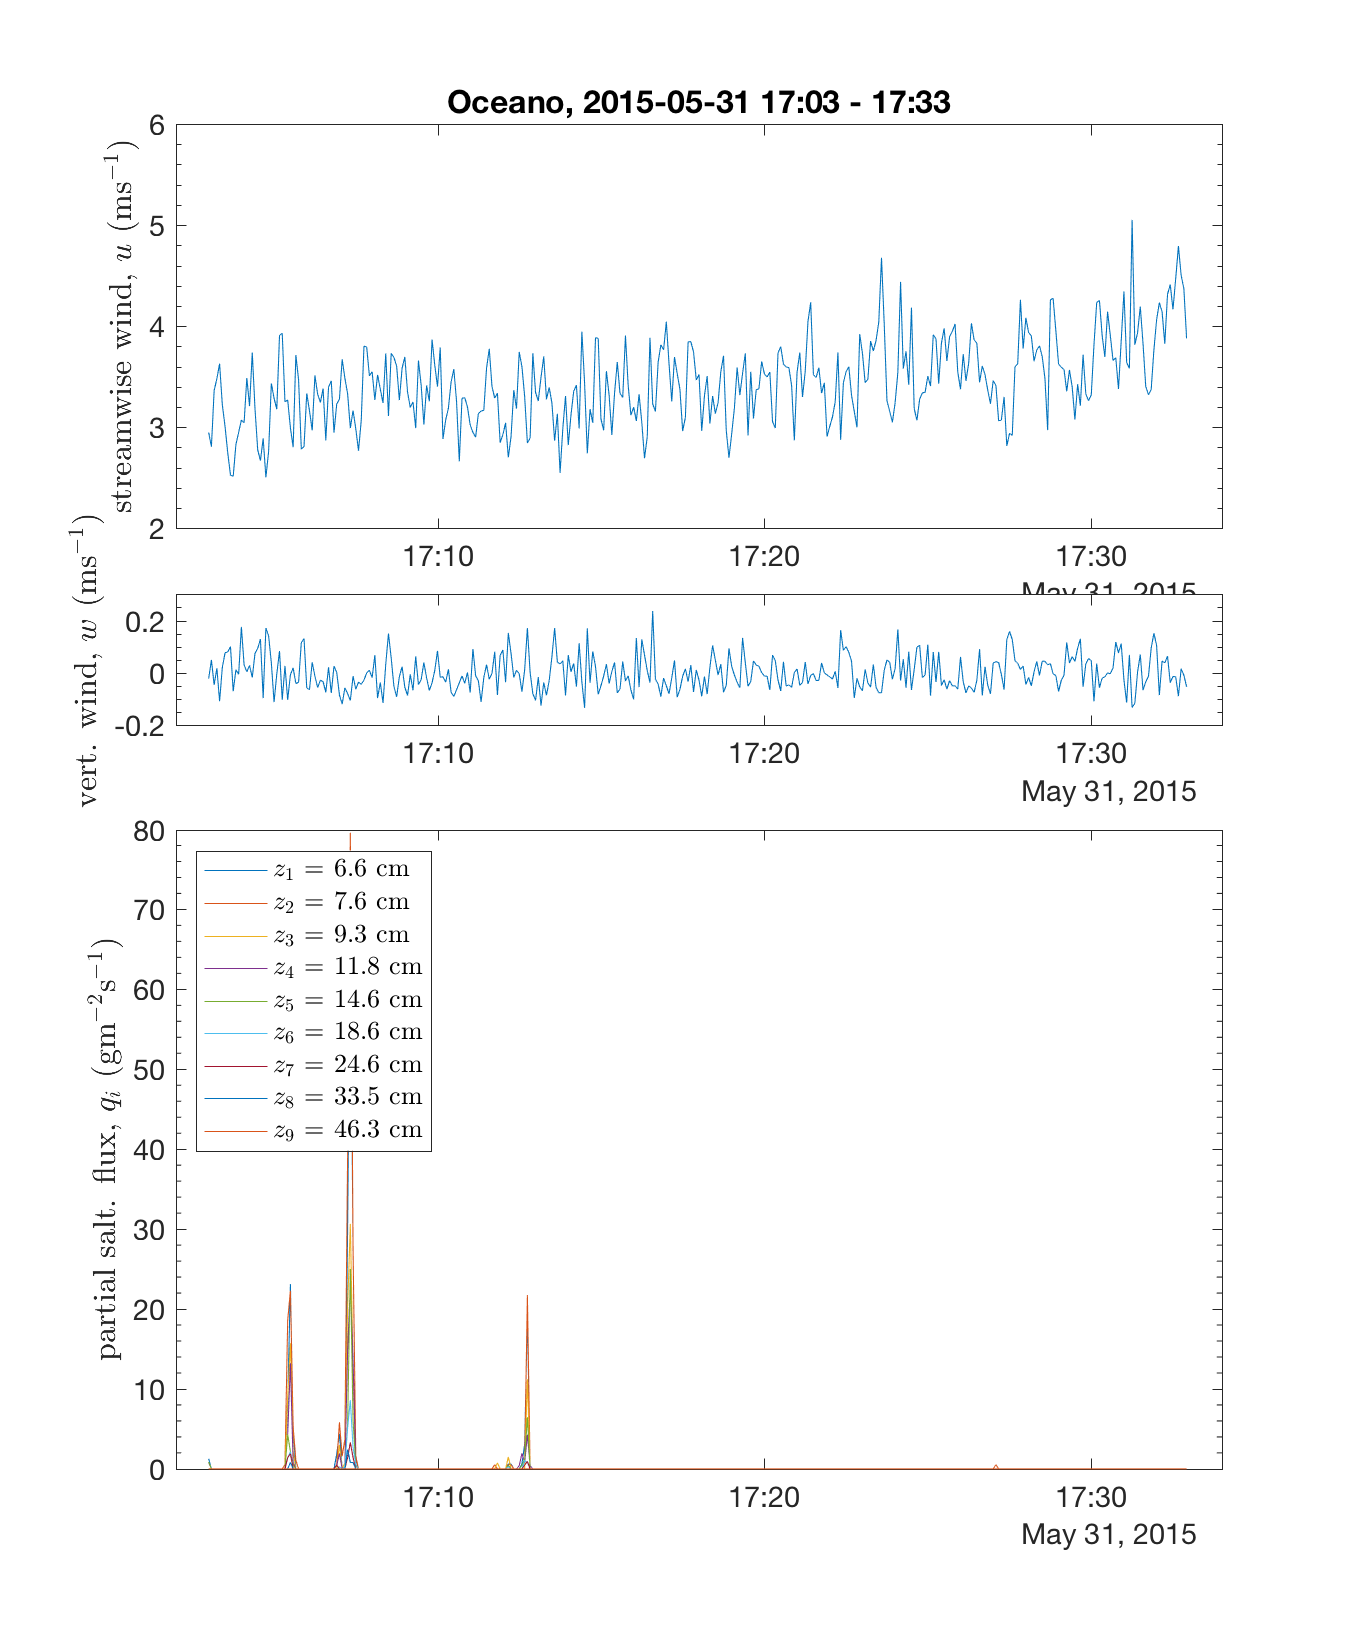 Oceano, 2015-05-31 17:03 - 17:33
streamwise wind, u (ms⁻¹)
6
5
4
3
2
17:10 17:20 17:30
May 31, 2015
vert. wind, w (ms⁻¹)
0.2
0
-0.2
17:10 17:20 17:30
May 31, 2015
partial salt. flux, qᵢ (gm⁻²s⁻¹)
80
70
60
50
40
30
20
10
0
z₁ = 6.6 cm
z₂ = 7.6 cm
z₃ = 9.3 cm
z₄ = 11.8 cm
z₅ = 14.6 cm
z₆ = 18.6 cm
z₇ = 24.6 cm
z₈ = 33.5 cm
z₉ = 46.3 cm
17:10 17:20 17:30
May 31, 2015